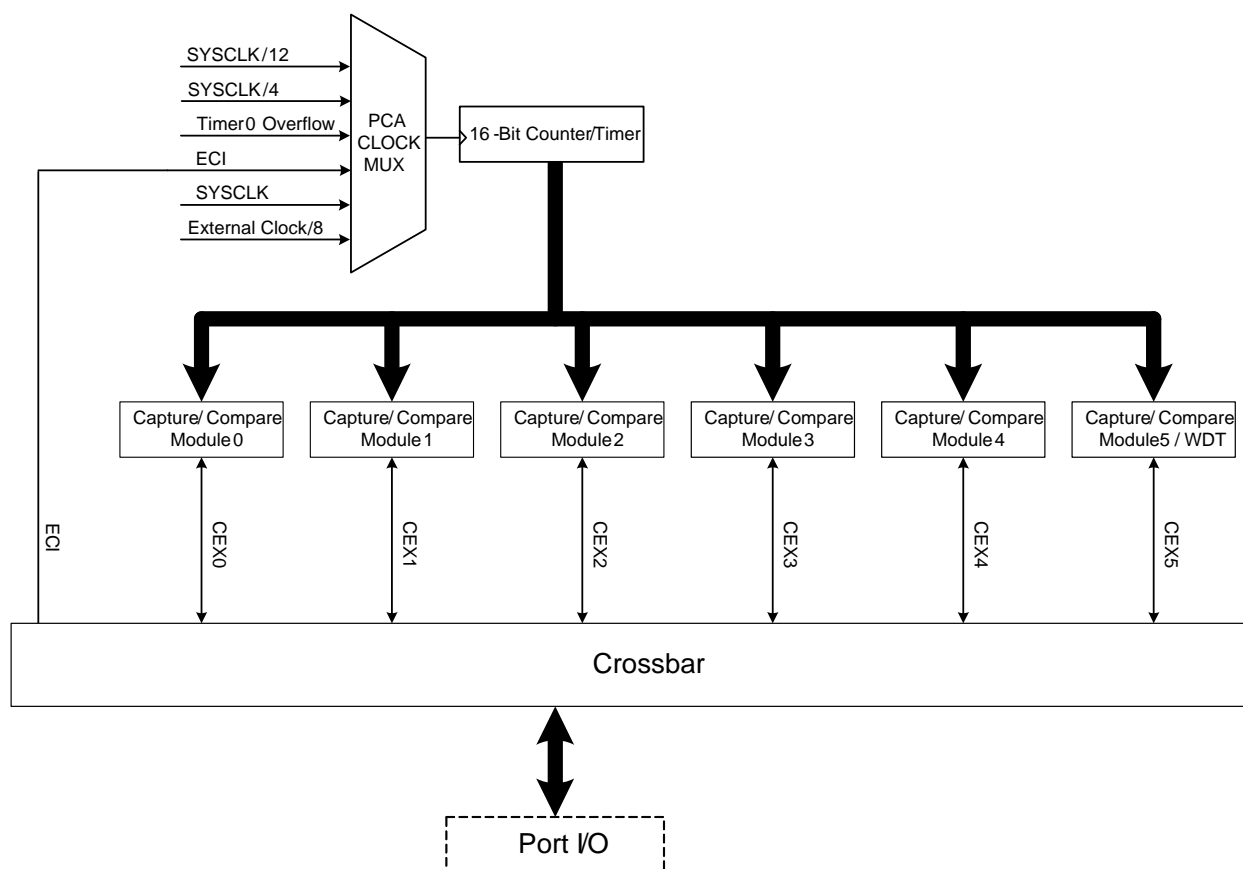 SYSCLK/12
SYSCLK/4
Timer0 Overflow
ECI
SYSCLK
External Clock/8
PCA
CLOCK
MUX
16-Bit Counter/Timer
Capture/Compare
Module0
Capture/Compare
Module1
Capture/Compare
Module2
Capture/Compare
Module3
Capture/Compare
Module4
Capture/Compare
Module5 / WDT
ECI
CEX0
CEX1
CEX2
CEX3
CEX4
CEX5
Crossbar
Port I/O